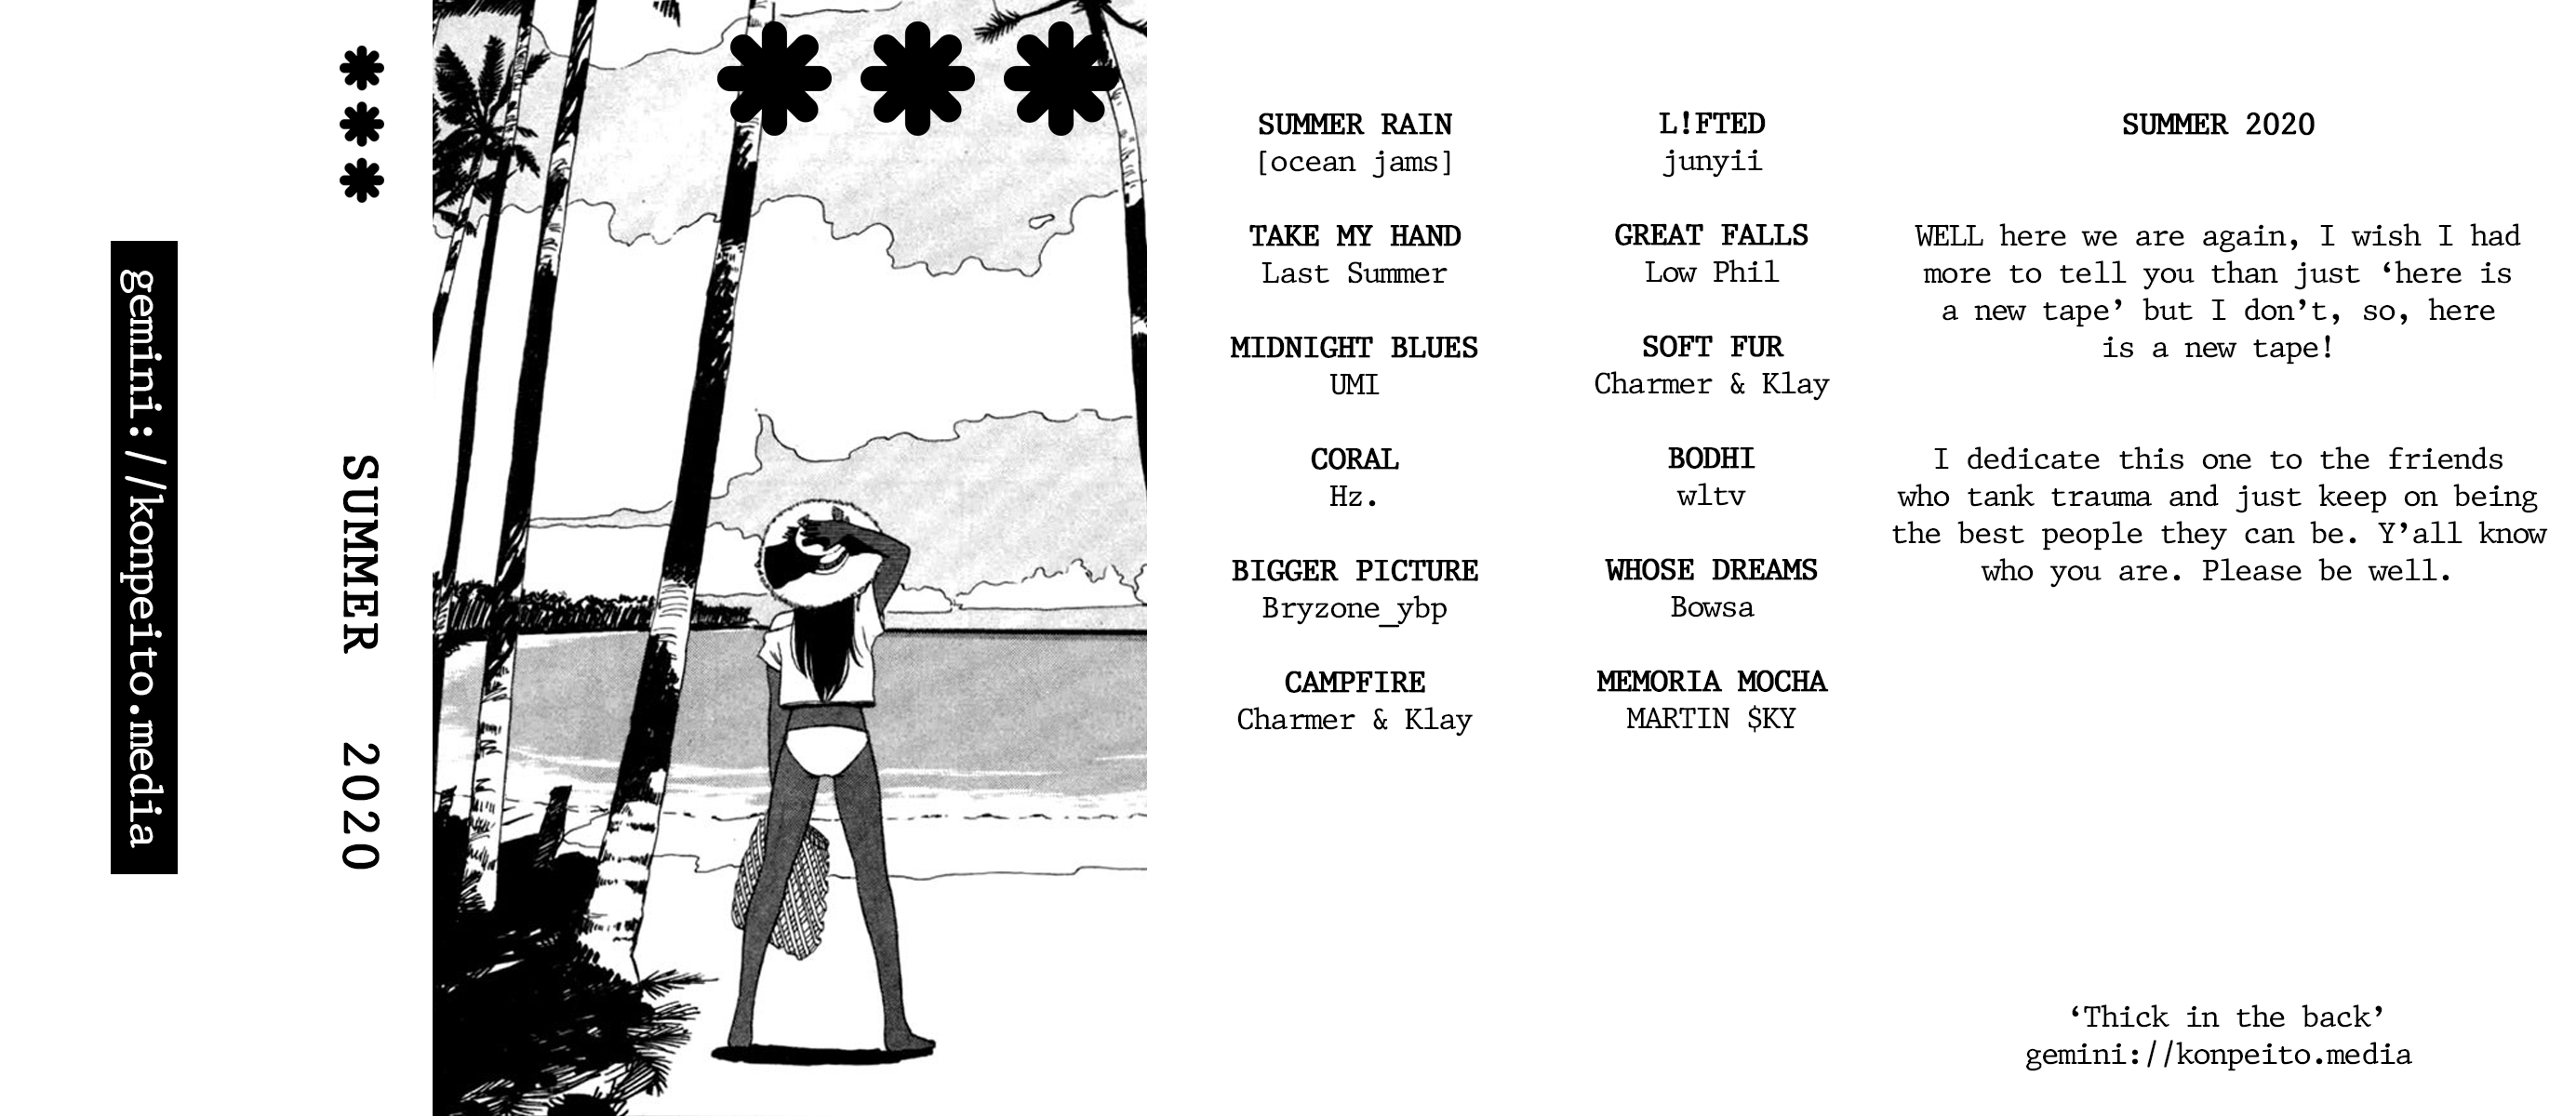 gemini://konpeito.media
SUMMER 2020
SUMMER RAIN
[ocean jams]
TAKE MY HAND
Last Summer
MIDNIGHT BLUES
UMI
CORAL
Hz.
BIGGER PICTURE
Bryzone_ybp
CAMPFIRE
Charmer & Klay
L!FTED
junyii
GREAT FALLS
Low Phil
SOFT FUR
Charmer & Klay
BODHI
wltv
WHOSE DREAMS
Bowsa
MEMORIA MOCHA
MARTIN $KY
SUMMER 2020
WELL here we are again, I wish I had
more to tell you than just ‘here is
a new tape’ but I don’t, so, here
is a new tape!
I dedicate this one to the friends
who tank trauma and just keep on being
the best people they can be. Y’all know
who you are. Please be well.
‘Thick in the back’
gemini://konpeito.media